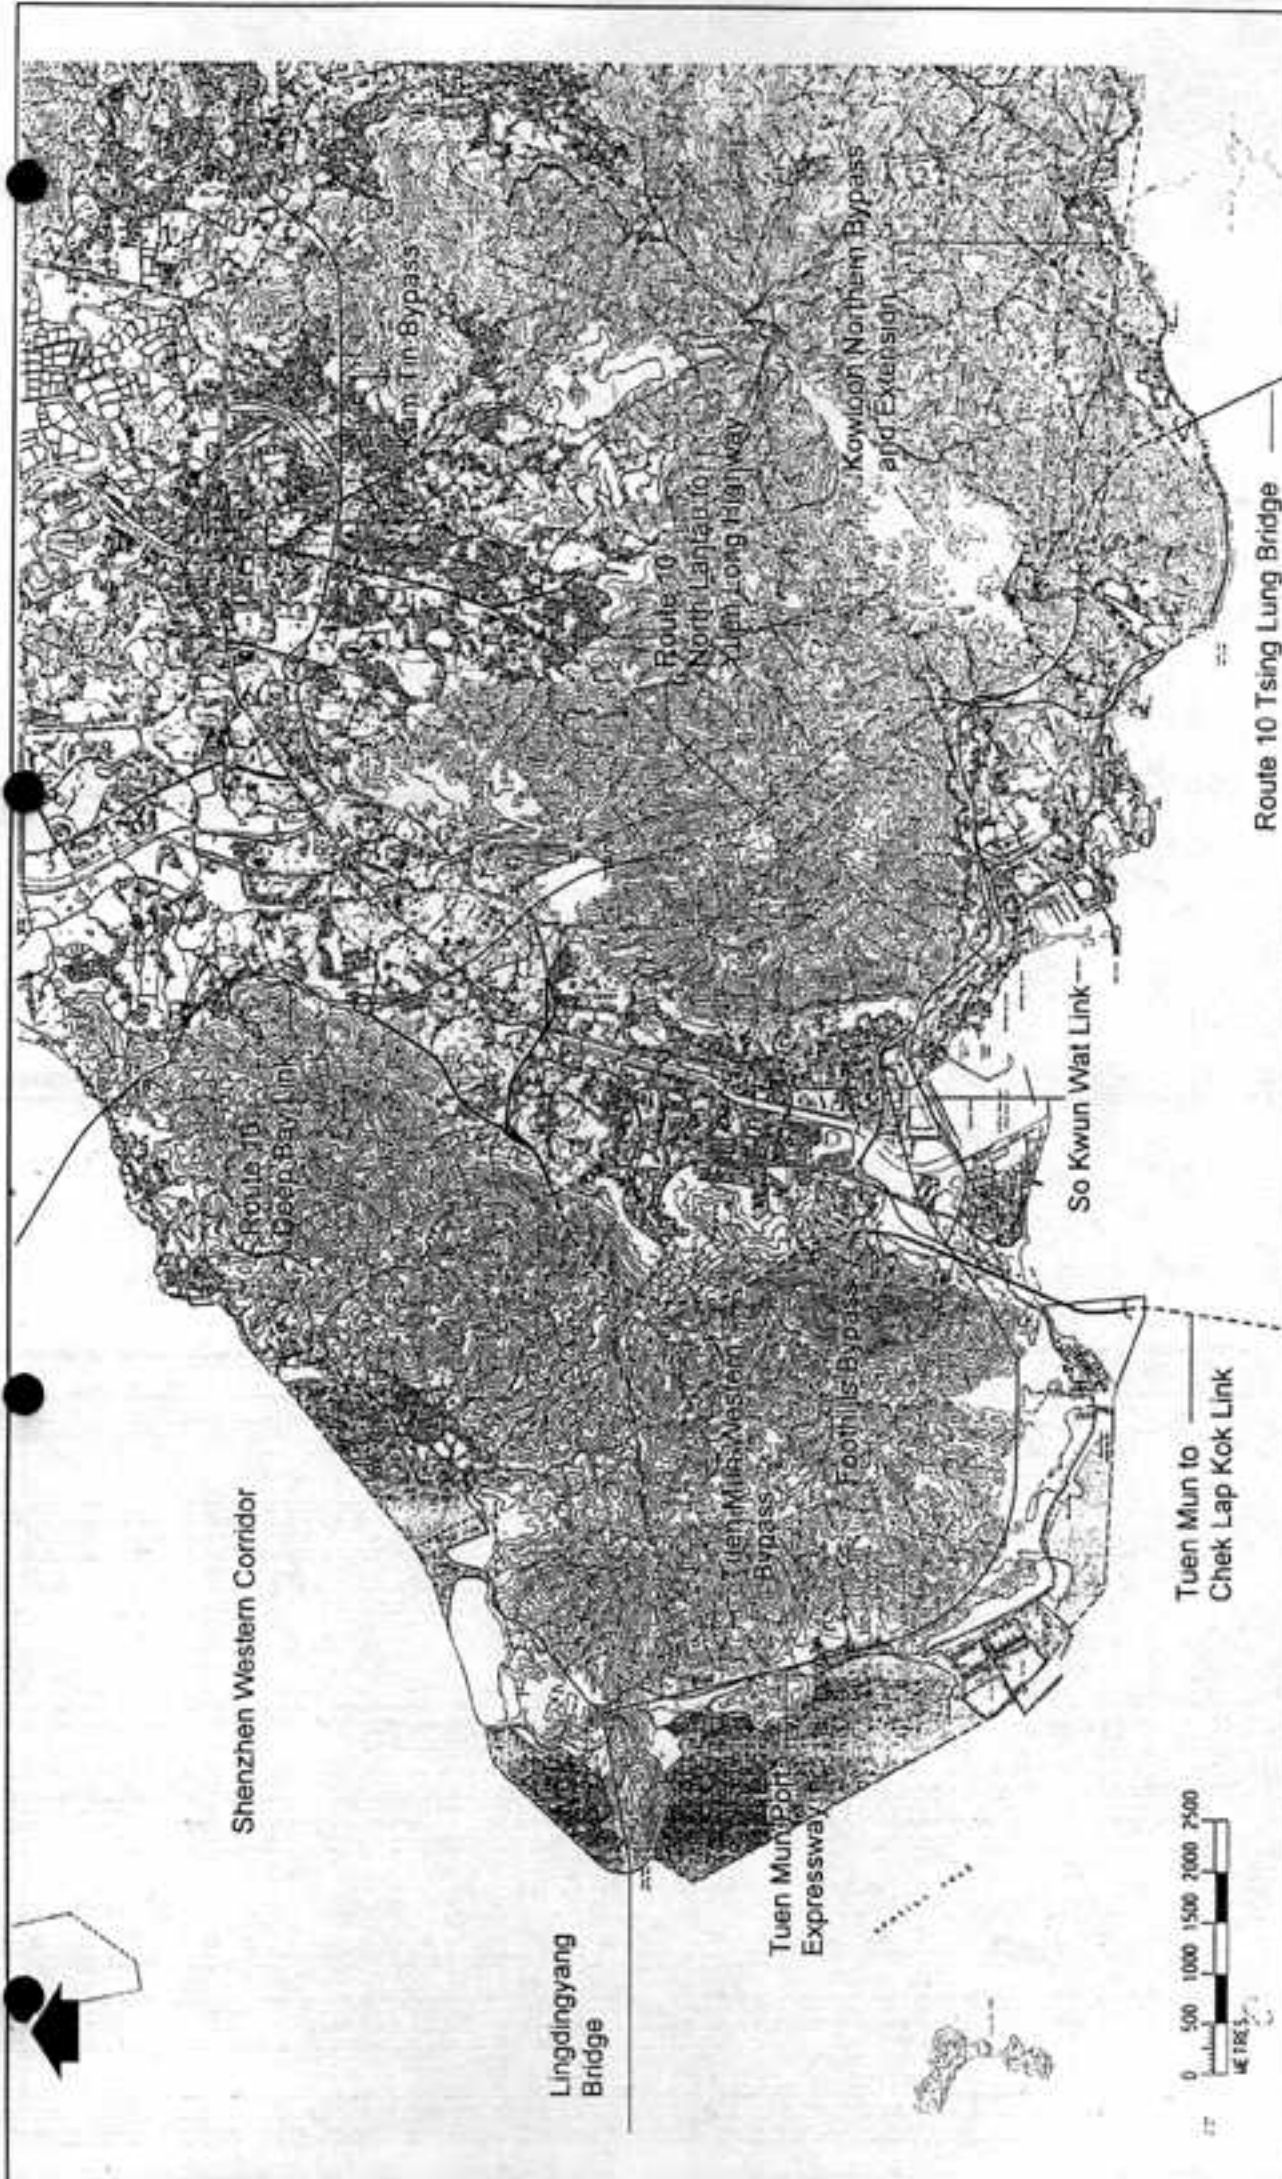 Shenzhen Western Corridor
Route 10
Deep Bay Link
Kam Tin Bypass
Lingdingyang
Bridge
Route 10
North Lantau to
Yuen Long Highway
Tuen Mun Western
Bypass
Tuen Mun Port
Expressway
Foothills Bypass
Kowloon Northern Bypass
and Extension
So Kwun Wat Link
Tuen Mun to
Chek Lap Kok Link
Route 10 Tsing Lung Bridge
0 500 1000 1500 2000 2500
METRES